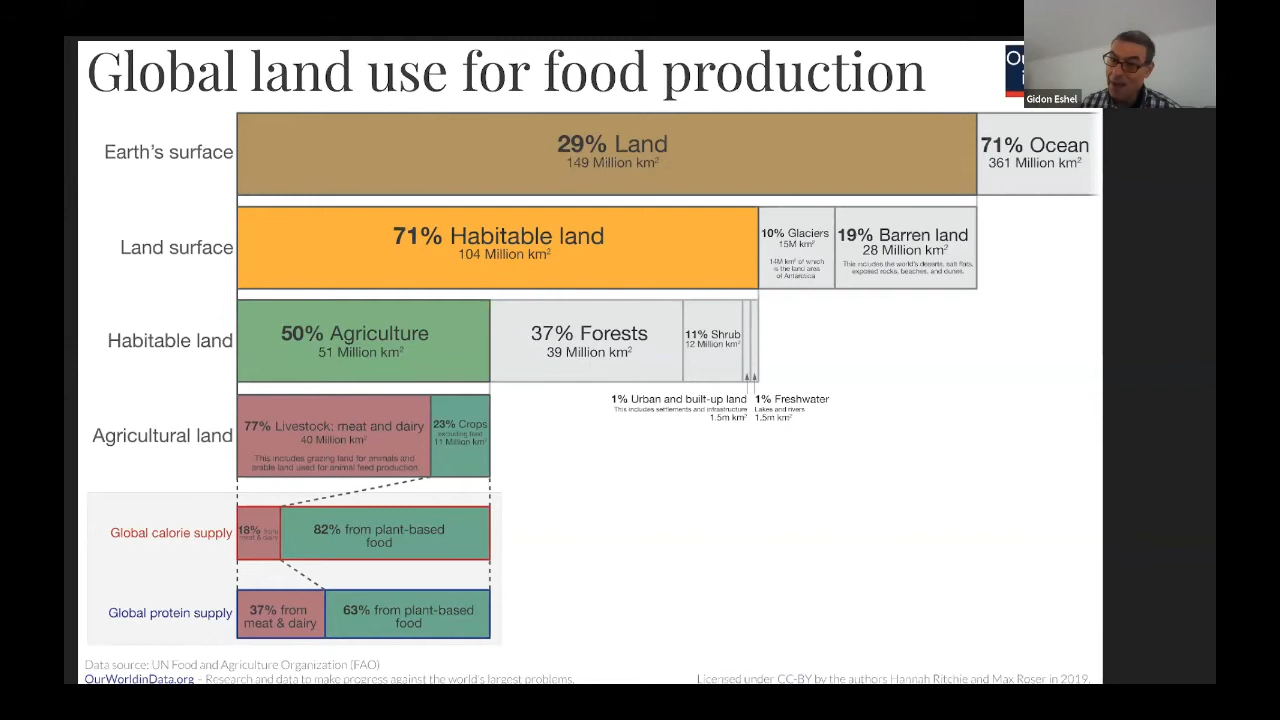 Global land use for food production
Ou
Gidon Eshel
Earth's surface
29% Land
149 Million km²
71% Ocean
361 Million km²
Land surface
71% Habitable land
104 Million km²
10% Glaciers
15M km²
14M km² of which
is the land area
of Antarctica
19% Barren land
28 Million km²
This includes the world's deserts, salt flats,
exposed rocks, beaches, and dunes.
Habitable land
50% Agriculture
51 Million km²
37% Forests
39 Million km²
11% Shrub
12 Million km²
1% Urban and built-up land
This includes settlements and infrastructure
1.5m km²
1% Freshwater
Lakes and rivers
1.5m km²
Agricultural land
77% Livestock: meat and dairy
40 Million km²
This includes grazing land for animals and
arable land used for animal feed production.
23% Crops
excluding feed
11 Million km²
Global calorie supply
18% from
meat & dairy
82% from plant-based
food
Global protein supply
37% from
meat & dairy
63% from plant-based
food
Data source: UN Food and Agriculture Organization (FAO)
OurWorldinData.org – Research and data to make progress against the world's largest problems.
Licensed under CC-BY by the authors Hannah Ritchie and Max Roser in 2019.